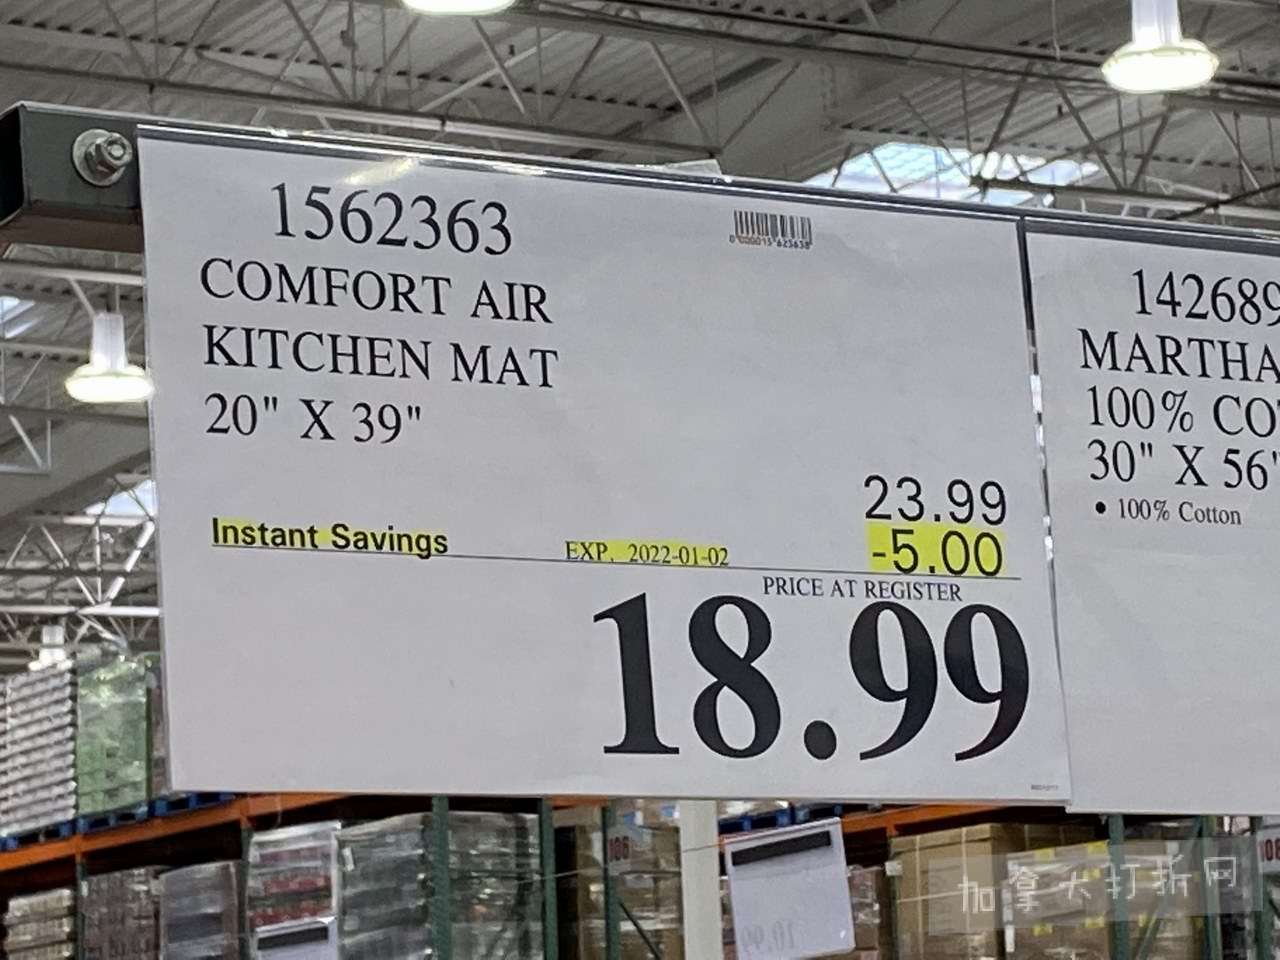 1562363
COMFORT AIR
KITCHEN MAT
20" X 39"
23.99
Instant Savings EXP. 2022-01-02 -5.00
PRICE AT REGISTER
18.99
142689
MARTHA
100% CO
30" X 56"
• 100% Cotton
加拿大打折网